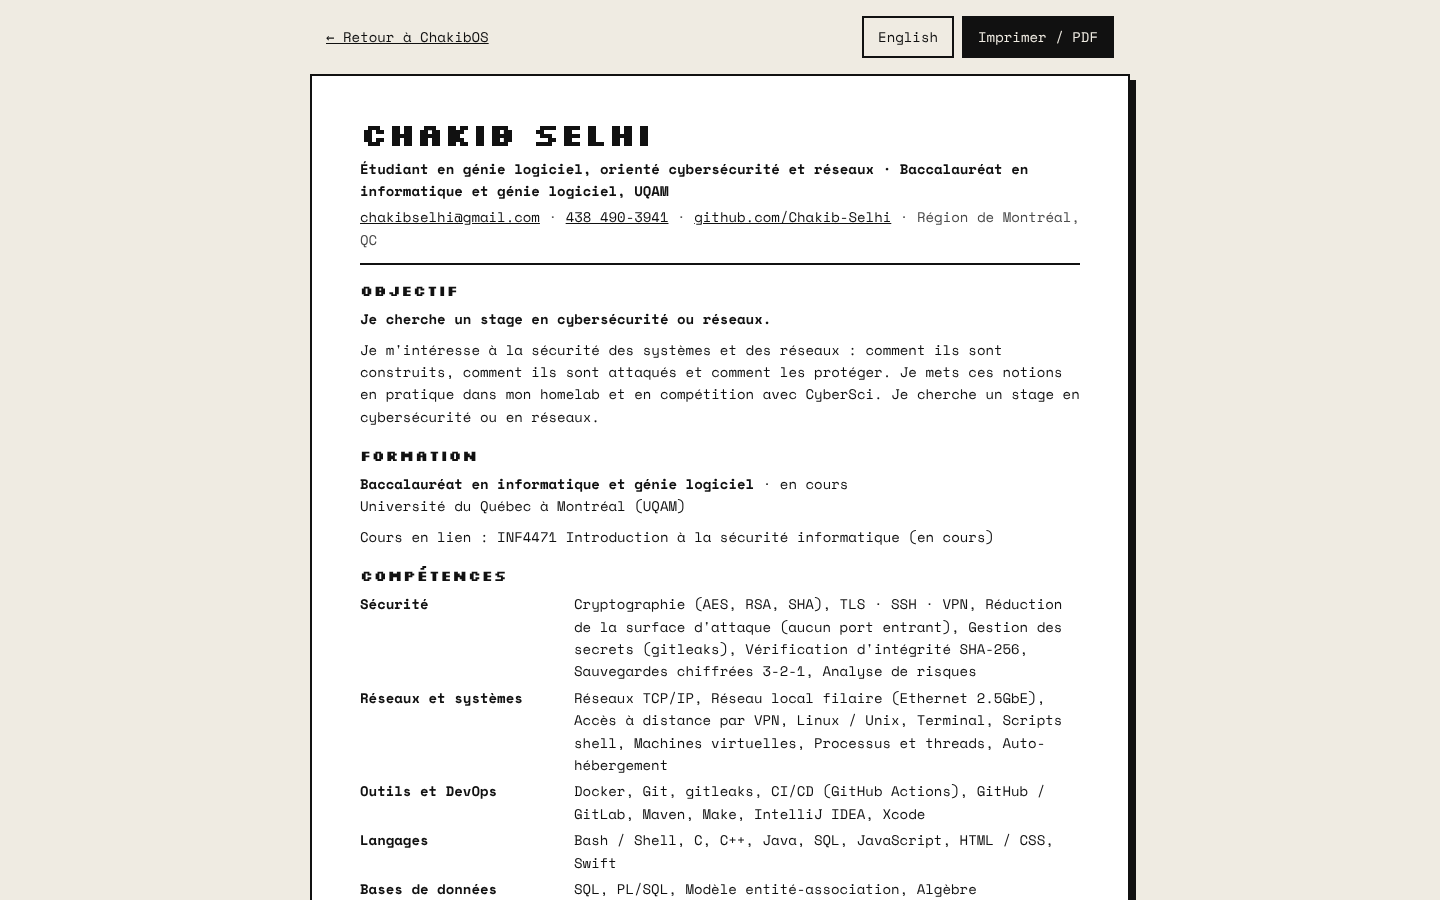 ← Retour à ChakibOS
English
Imprimer / PDF
CHAKIB SELHI
Étudiant en génie logiciel, orienté cybersécurité et réseaux · Baccalauréat en
informatique et génie logiciel, UQAM
chakibselhi@gmail.com · 438 490-3941 · github.com/Chakib-Selhi · Région de Montréal,
QC
OBJECTIF
Je cherche un stage en cybersécurité ou réseaux.
Je m'intéresse à la sécurité des systèmes et des réseaux : comment ils sont
construits, comment ils sont attaqués et comment les protéger. Je mets ces notions
en pratique dans mon homelab et en compétition avec CyberSci. Je cherche un stage en
cybersécurité ou en réseaux.
FORMATION
Baccalauréat en informatique et génie logiciel · en cours
Université du Québec à Montréal (UQAM)
Cours en lien : INF4471 Introduction à la sécurité informatique (en cours)
COMPÉTENCES
Sécurité
Cryptographie (AES, RSA, SHA), TLS · SSH · VPN, Réduction
de la surface d'attaque (aucun port entrant), Gestion des
secrets (gitleaks), Vérification d'intégrité SHA-256,
Sauvegardes chiffrées 3-2-1, Analyse de risques
Réseaux et systèmes
Réseaux TCP/IP, Réseau local filaire (Ethernet 2.5GbE),
Accès à distance par VPN, Linux / Unix, Terminal, Scripts
shell, Machines virtuelles, Processus et threads, Auto-
hébergement
Outils et DevOps
Docker, Git, gitleaks, CI/CD (GitHub Actions), GitHub /
GitLab, Maven, Make, IntelliJ IDEA, Xcode
Langages
Bash / Shell, C, C++, Java, SQL, JavaScript, HTML / CSS,
Swift
Bases de données
SQL, PL/SQL, Modèle entité-association, Algèbre